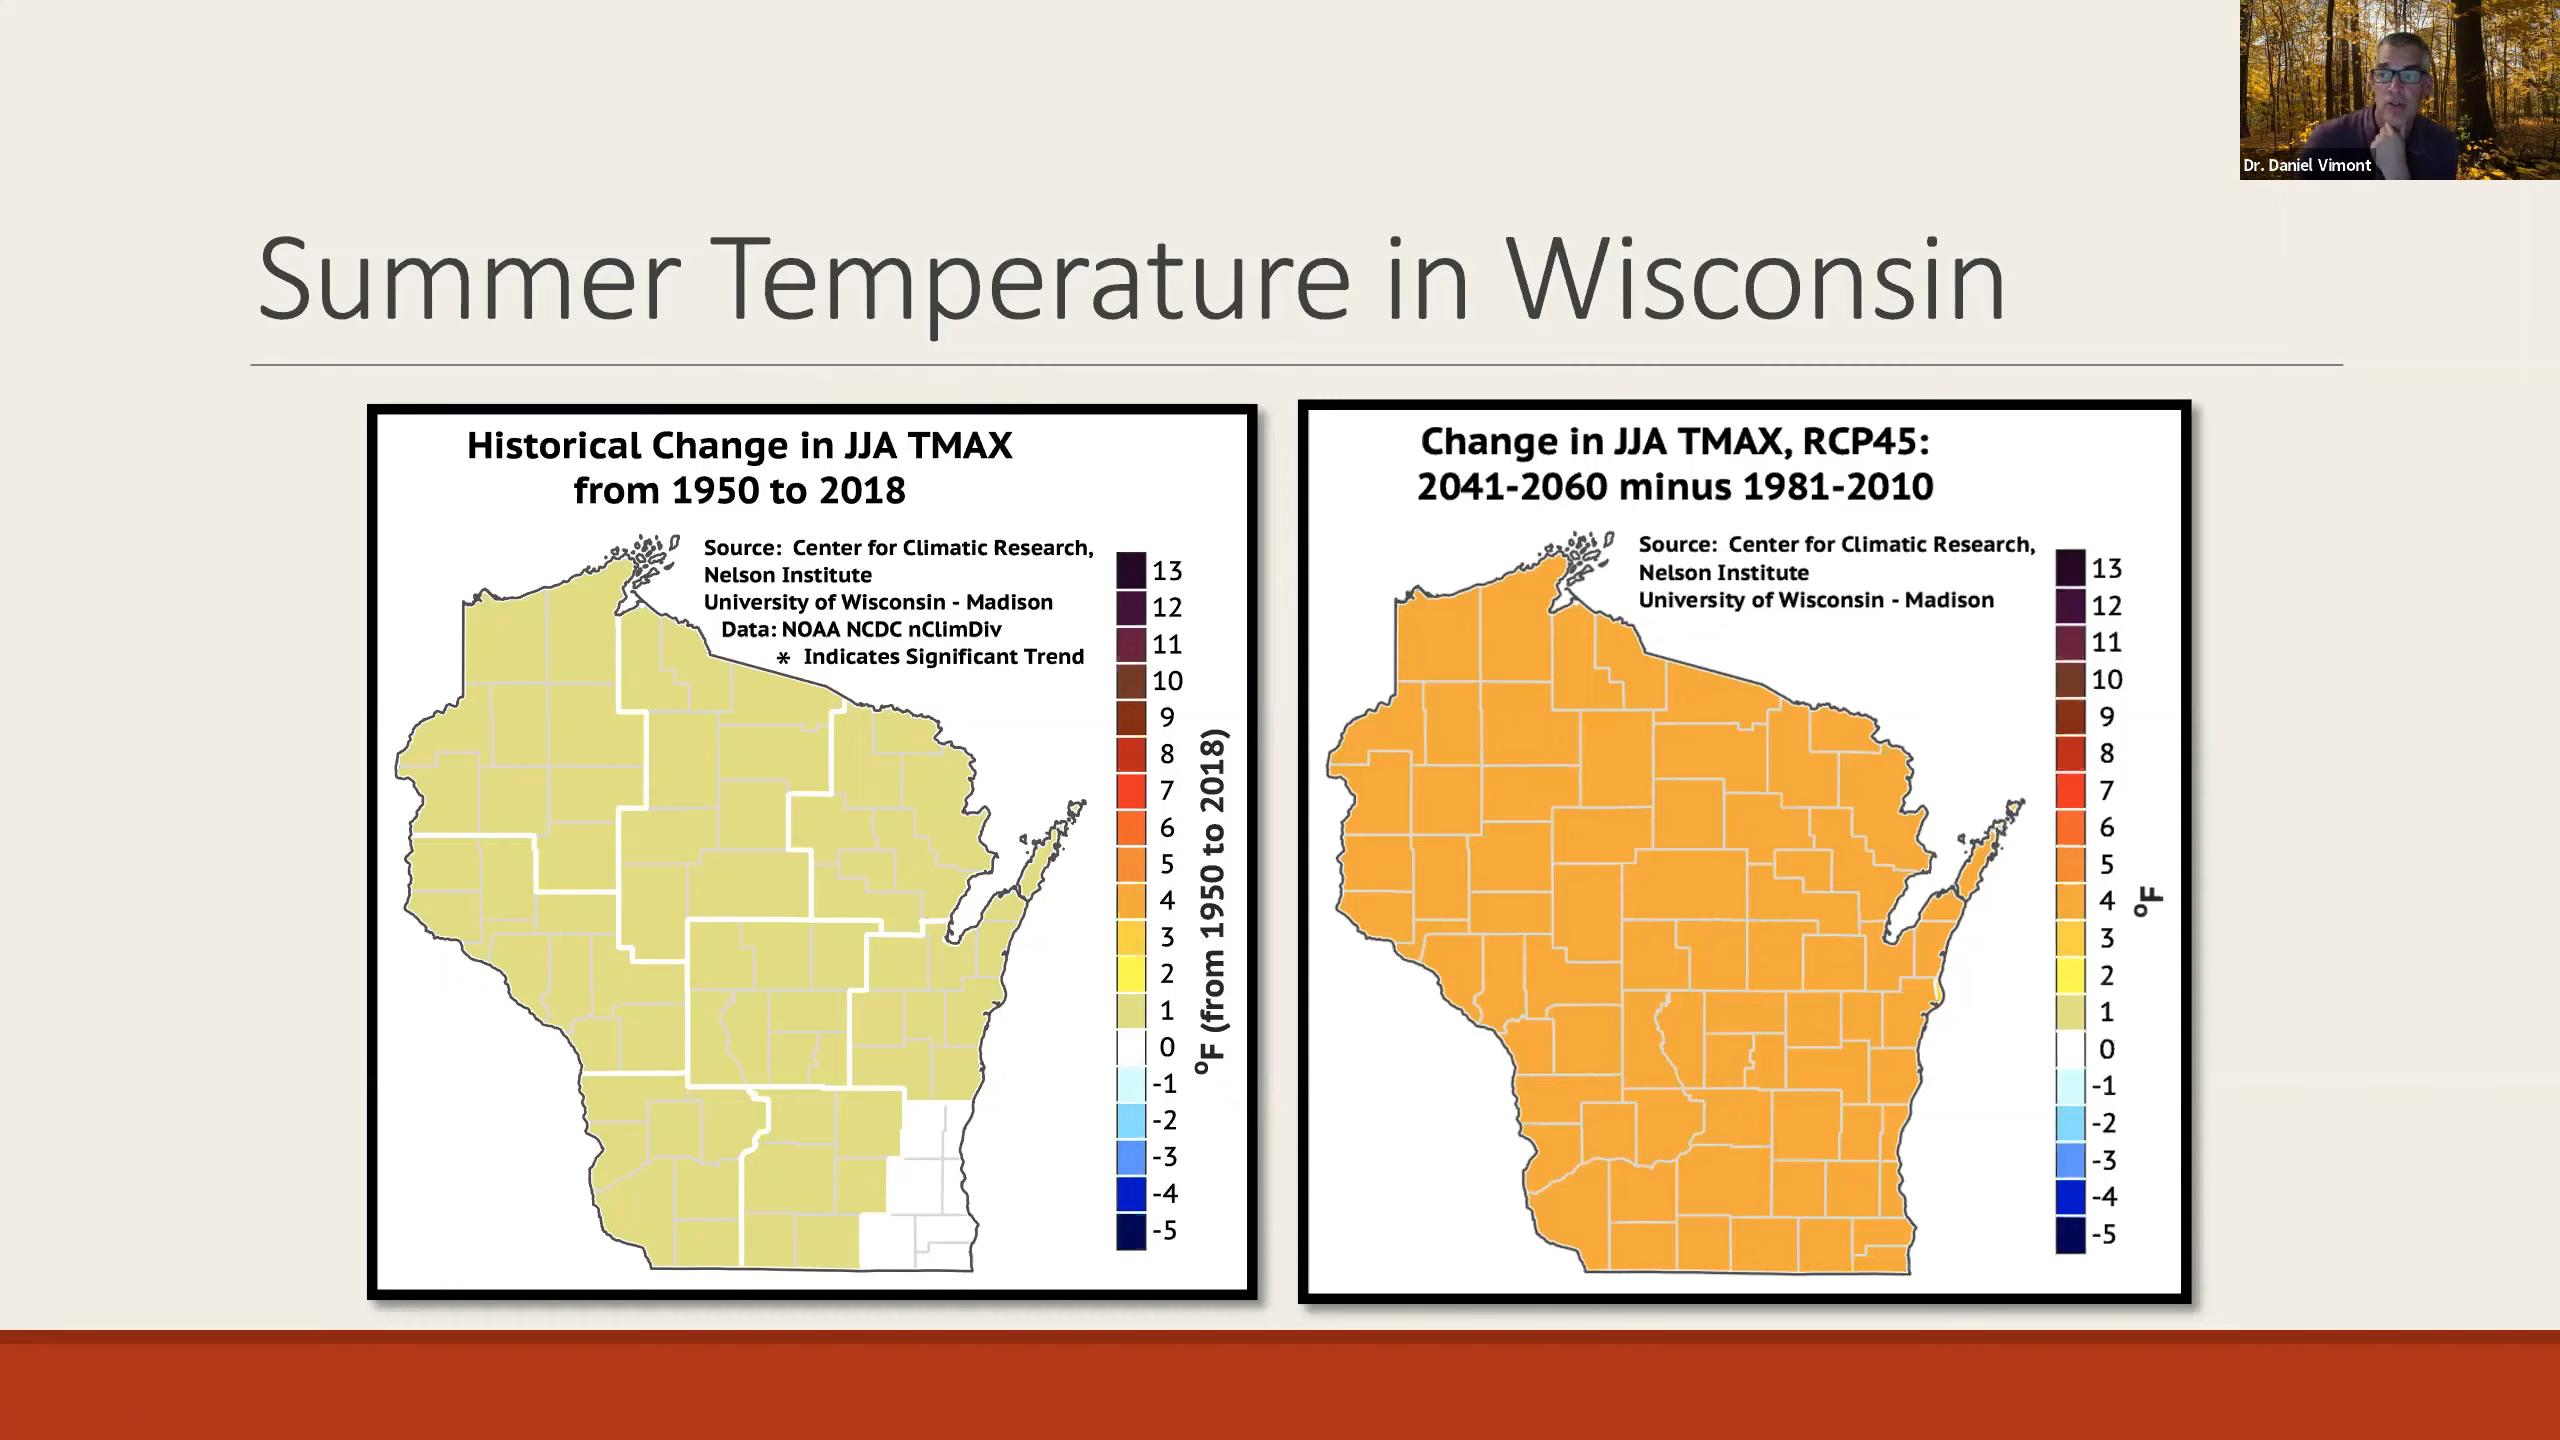 Dr. Daniel Vimont
Summer Temperature in Wisconsin
Historical Change in JJA TMAX
from 1950 to 2018
Source: Center for Climatic Research,
Nelson Institute
University of Wisconsin - Madison
Data: NOAA NCDC nClimDiv
* Indicates Significant Trend
13
12
11
10
9
8
7
6
5
4
3
2
1
0
-1
-2
-3
-4
-5
°F (from 1950 to 2018)
Change in JJA TMAX, RCP45:
2041-2060 minus 1981-2010
Source: Center for Climatic Research,
Nelson Institute
University of Wisconsin - Madison
13
12
11
10
9
8
7
6
5
4
3
2
1
0
-1
-2
-3
-4
-5
°F